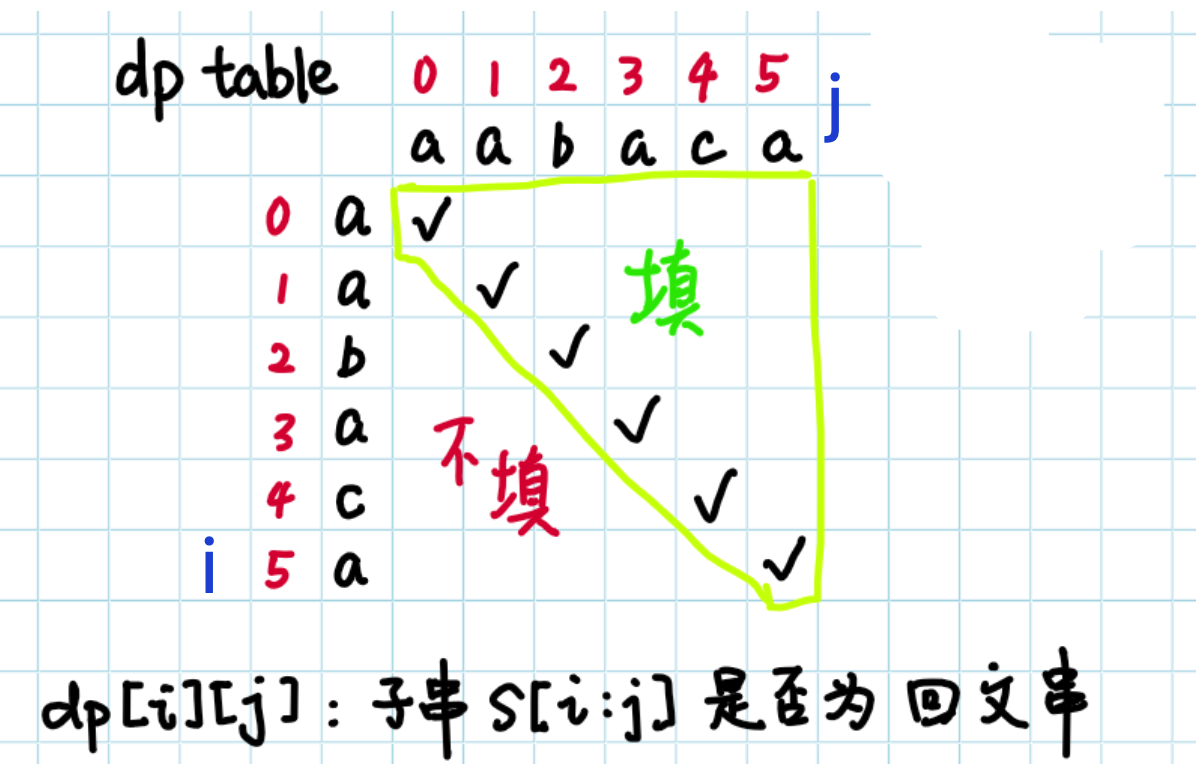 dp table 0 1 2 3 4 5 j
a a b a c a
0 a ✓
1 a ✓ 填
2 b ✓
3 a ✓
不填
4 c ✓
i 5 a ✓
dp[i][j]: 子串 S[i:j] 是否为 回文串